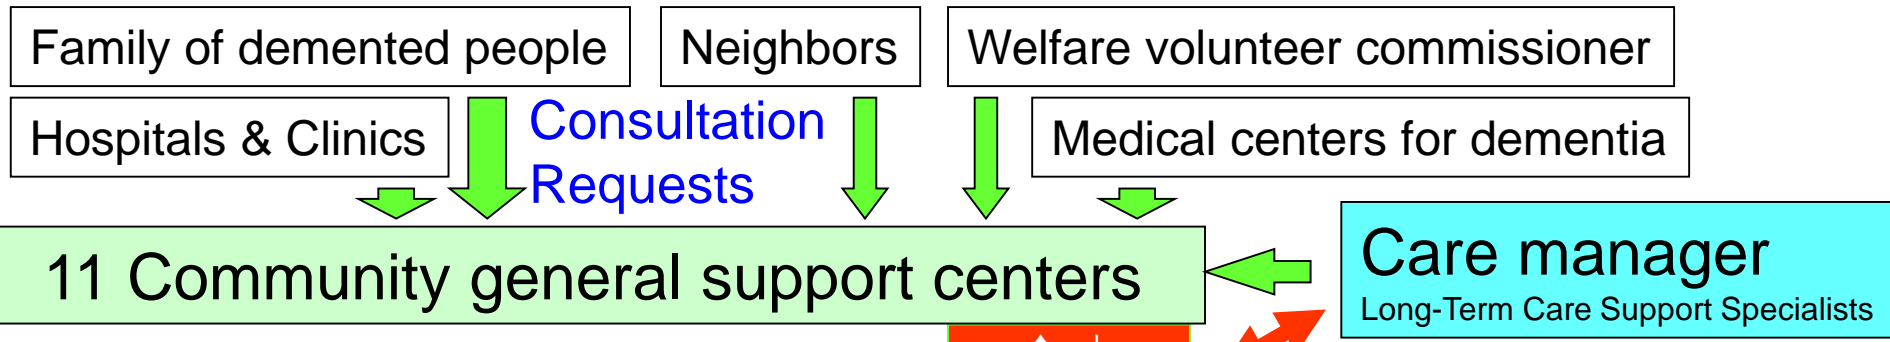 Family of demented people
Neighbors
Welfare volunteer commissioner
Hospitals & Clinics
Consultation
Requests
Medical centers for dementia
11 Community general support centers
Care manager
Long-Term Care Support Specialists